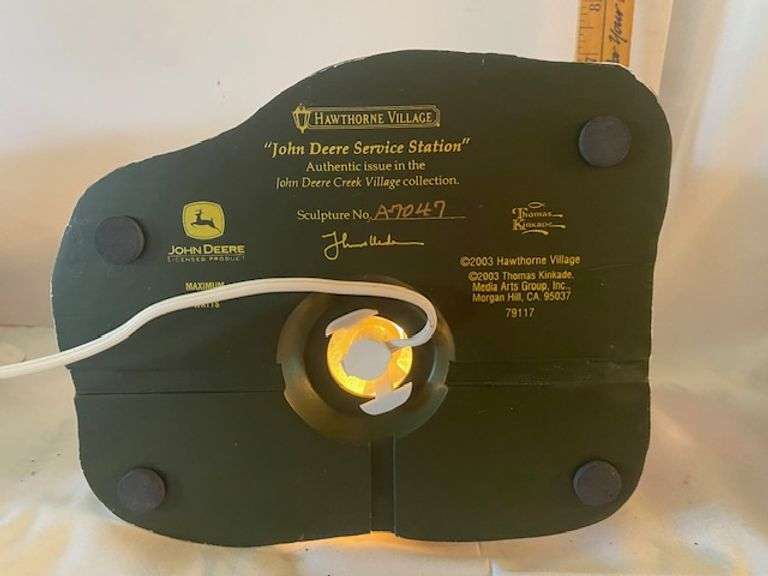 HAWTHORNE VILLAGE
"John Deere Service Station"
Authentic issue in the
John Deere Creek Village collection.
Sculpture No. A7047
Thomas
Kinkade
JOHN DEERE
LICENSED PRODUCT
©2003 Hawthorne Village
©2003 Thomas Kinkade.
Media Arts Group, Inc.,
Morgan Hill, CA 95037
79117
MAXIMUM
WATTS
8